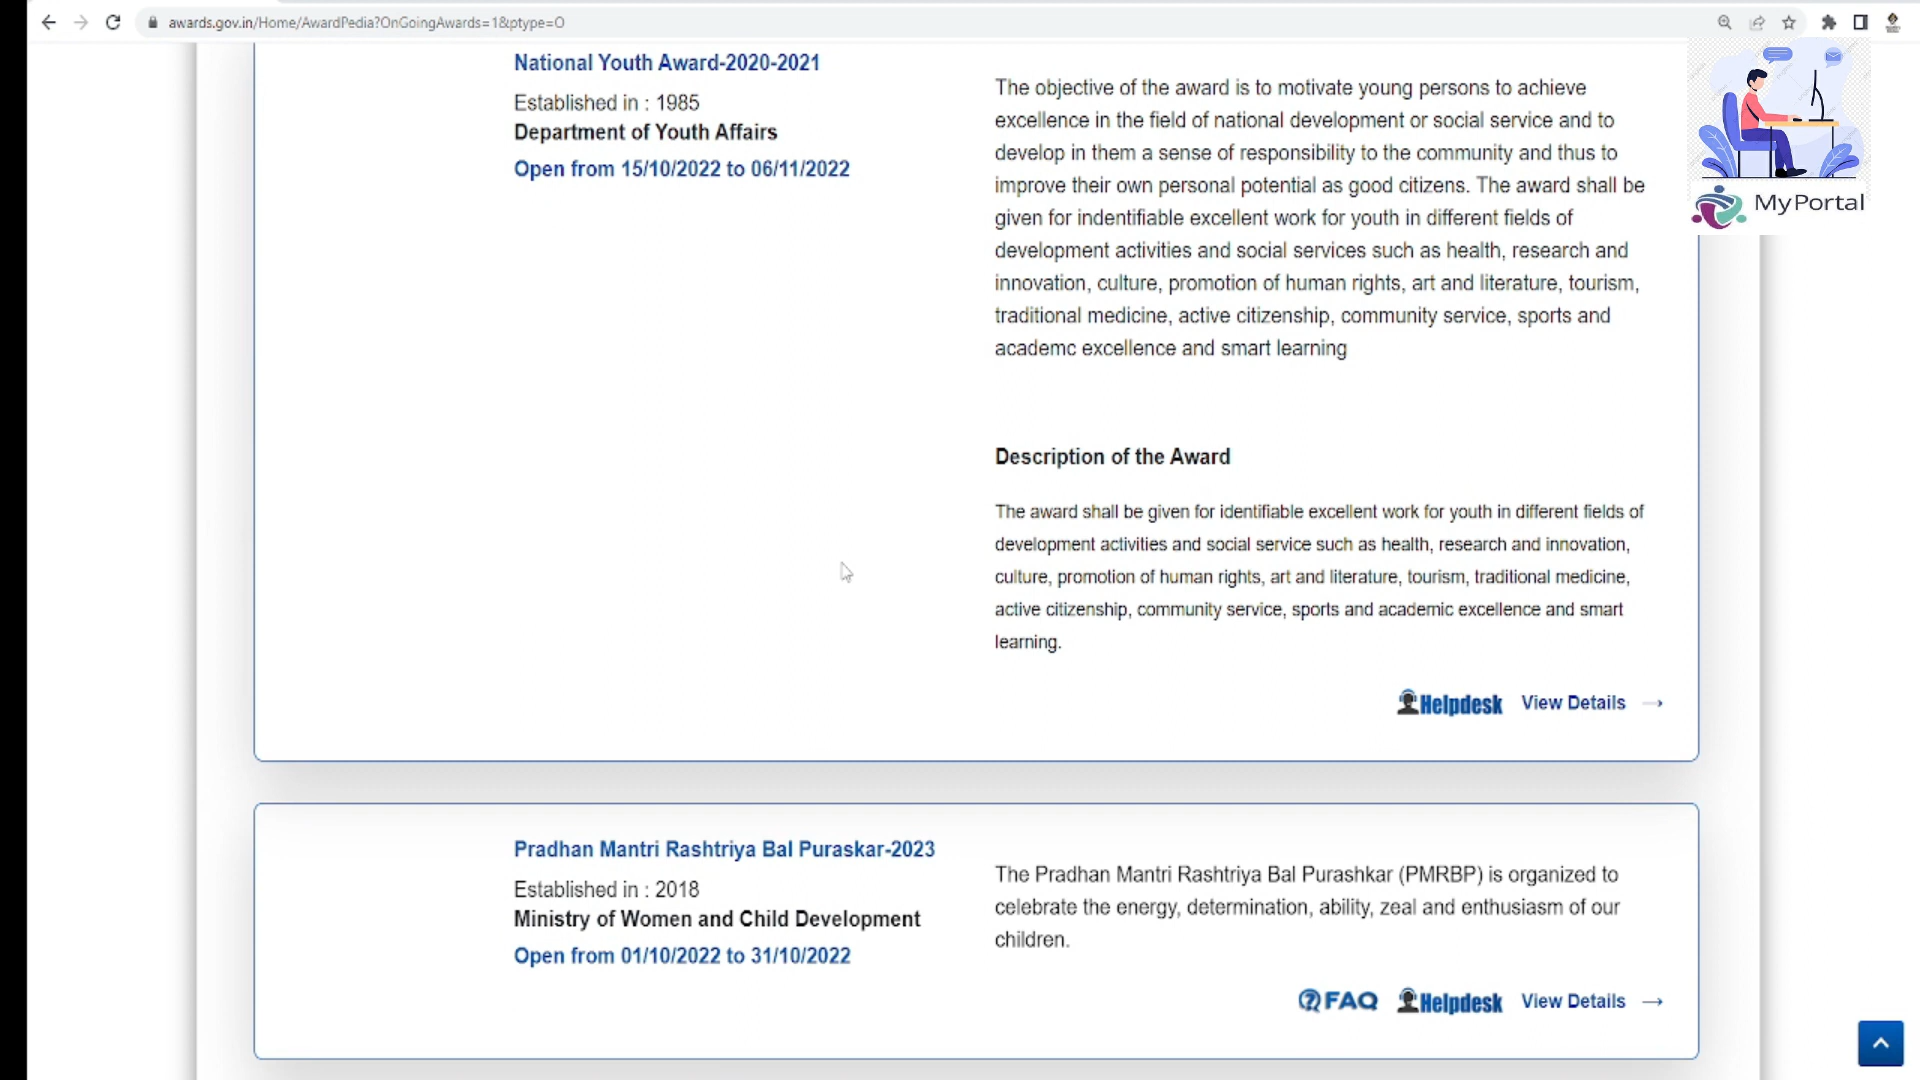 awards.gov.in/Home/AwardPedia?OnGoingAwards=1&ptype=O
MyPortal
National Youth Award-2020-2021
Established in : 1985
Department of Youth Affairs
Open from 15/10/2022 to 06/11/2022
The objective of the award is to motivate young persons to achieve
excellence in the field of national development or social service and to
develop in them a sense of responsibility to the community and thus to
improve their own personal potential as good citizens. The award shall be
given for indentifiable excellent work for youth in different fields of
development activities and social services such as health, research and
innovation, culture, promotion of human rights, art and literature, tourism,
traditional medicine, active citizenship, community service, sports and
academc excellence and smart learning
Description of the Award
The award shall be given for identifiable excellent work for youth in different fields of
development activities and social service such as health, research and innovation,
culture, promotion of human rights, art and literature, tourism, traditional medicine,
active citizenship, community service, sports and academic excellence and smart
learning.
Helpdesk View Details →
Pradhan Mantri Rashtriya Bal Puraskar-2023
Established in : 2018
Ministry of Women and Child Development
Open from 01/10/2022 to 31/10/2022
The Pradhan Mantri Rashtriya Bal Purashkar (PMRBP) is organized to
celebrate the energy, determination, ability, zeal and enthusiasm of our
children.
FAQ Helpdesk View Details →